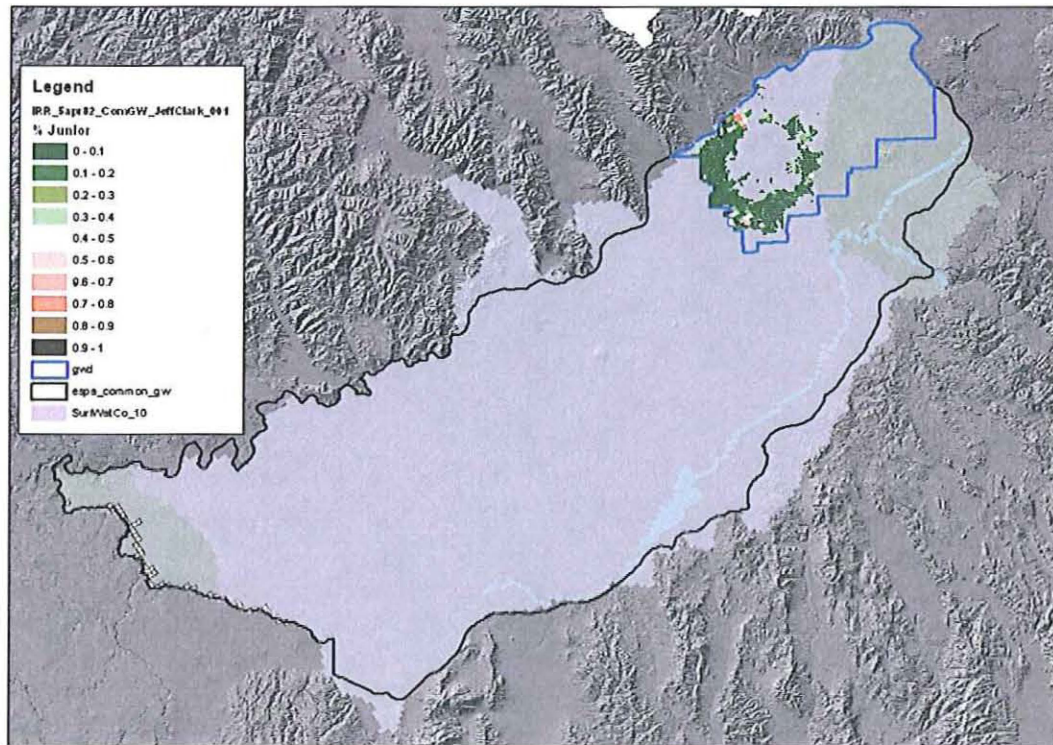 Legend
IRR_5apr82_ComGW_JeffClark_001
% Junior
0 - 0.1
0.1 - 0.2
0.2 - 0.3
0.3 - 0.4
0.4 - 0.5
0.5 - 0.6
0.6 - 0.7
0.7 - 0.8
0.8 - 0.9
0.9 - 1
gwd
espa_common_gw
SurfWatCo_10